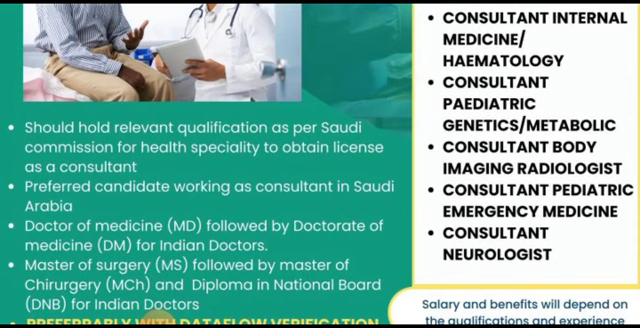 • Should hold relevant qualification as per Saudi
commission for health speciality to obtain license
as a consultant
• Preferred candidate working as consultant in Saudi
Arabia
• Doctor of medicine (MD) followed by Doctorate of
medicine (DM) for Indian Doctors.
• Master of surgery (MS) followed by master of
Chirurgery (MCh) and Diploma in National Board
(DNB) for Indian Doctors
• PREFERRABLY WITH DATAFLOW VERIFICATION
• CONSULTANT INTERNAL
MEDICINE/
HAEMATOLOGY
• CONSULTANT
PAEDIATRIC
GENETICS/METABOLIC
• CONSULTANT BODY
IMAGING RADIOLOGIST
• CONSULTANT PEDIATRIC
EMERGENCY MEDICINE
• CONSULTANT
NEUROLOGIST
Salary and benefits will depend on
the qualifications and experience